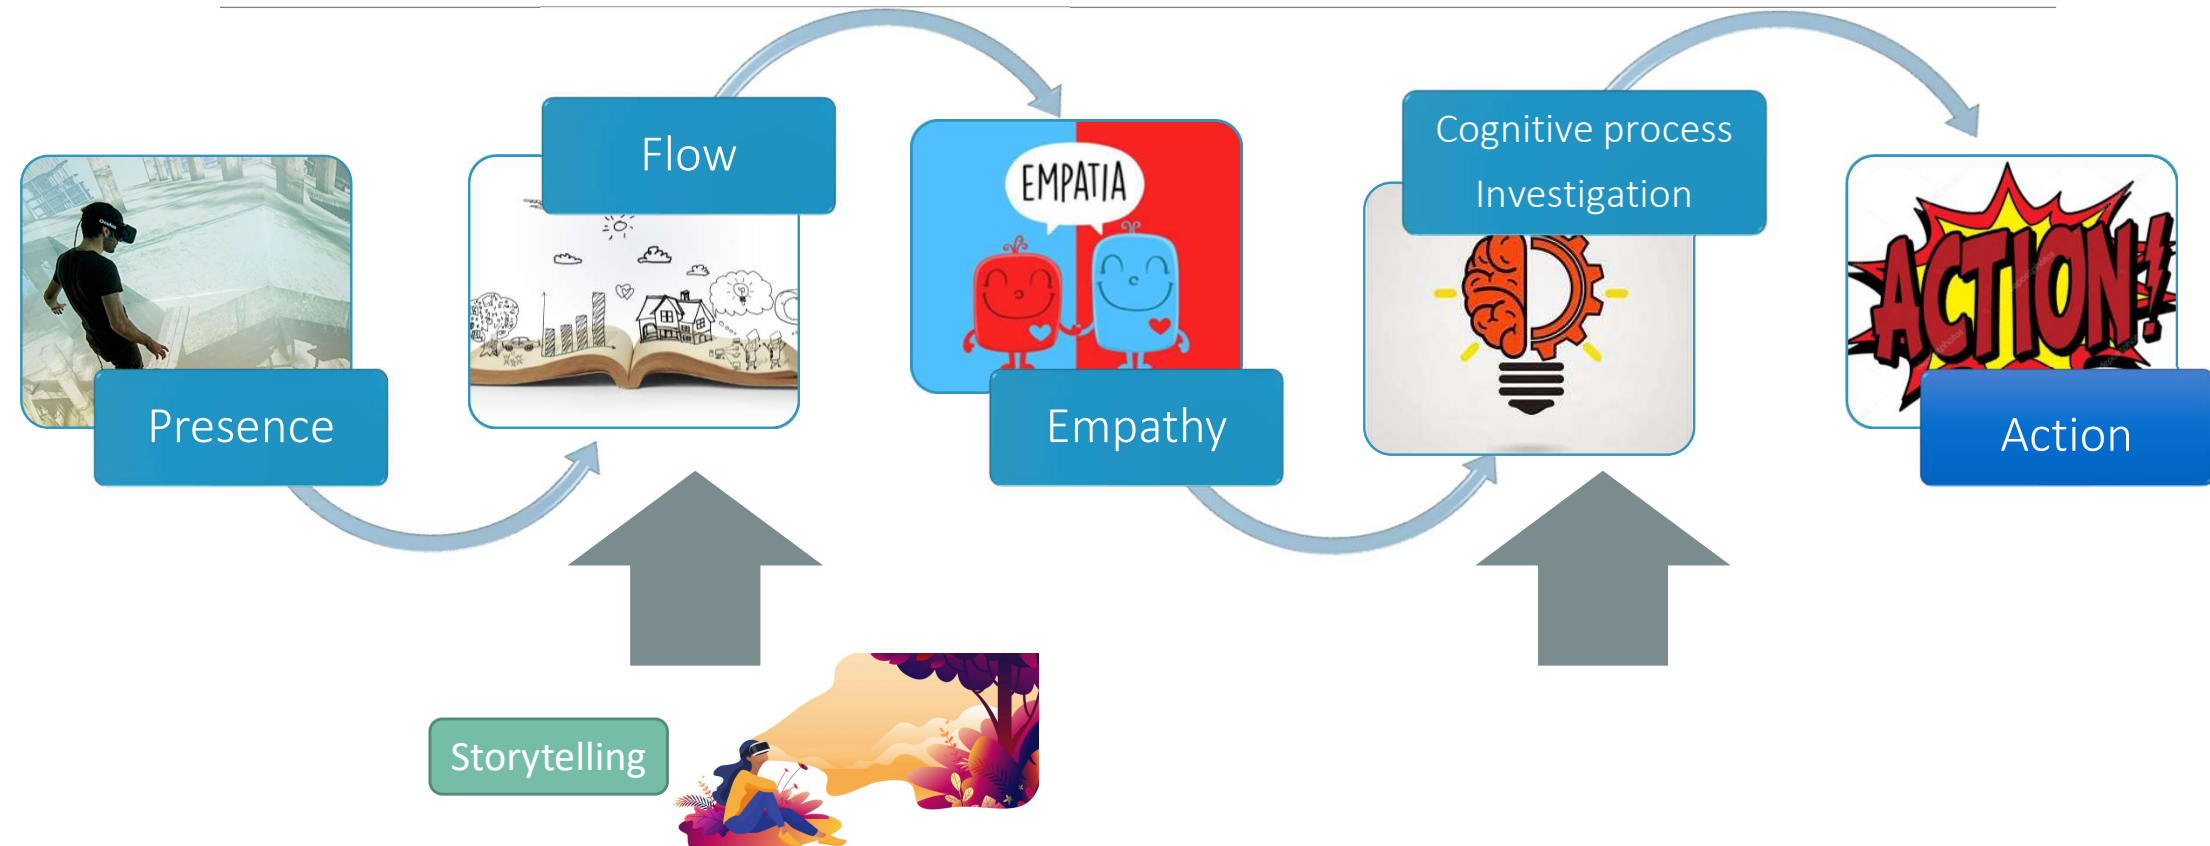 Presence
Flow
EMPATIA
Empathy
Cognitive process
Investigation
ACTION!
Action
Storytelling